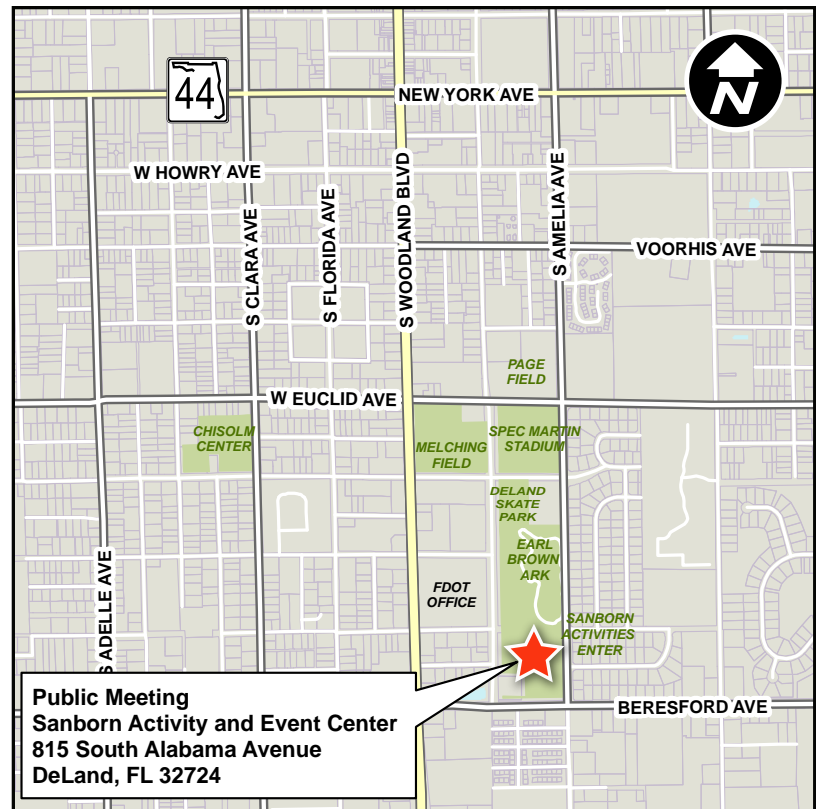 44
NEW YORK AVE
N
W HOWRY AVE
S CLARA AVE
S FLORIDA AVE
S WOODLAND BLVD
S AMELIA AVE
VOORHIS AVE
PAGE
FIELD
W EUCLID AVE
CHISOLM
CENTER
MELCHING
FIELD
SPEC MARTIN
STADIUM
DELAND
SKATE
PARK
EARL
BROWN
ARK
FDOT
OFFICE
SANBORN
ACTIVITIES
ENTER
S ADELLE AVE
BERESFORD AVE
Public Meeting
Sanborn Activity and Event Center
815 South Alabama Avenue
DeLand, FL 32724